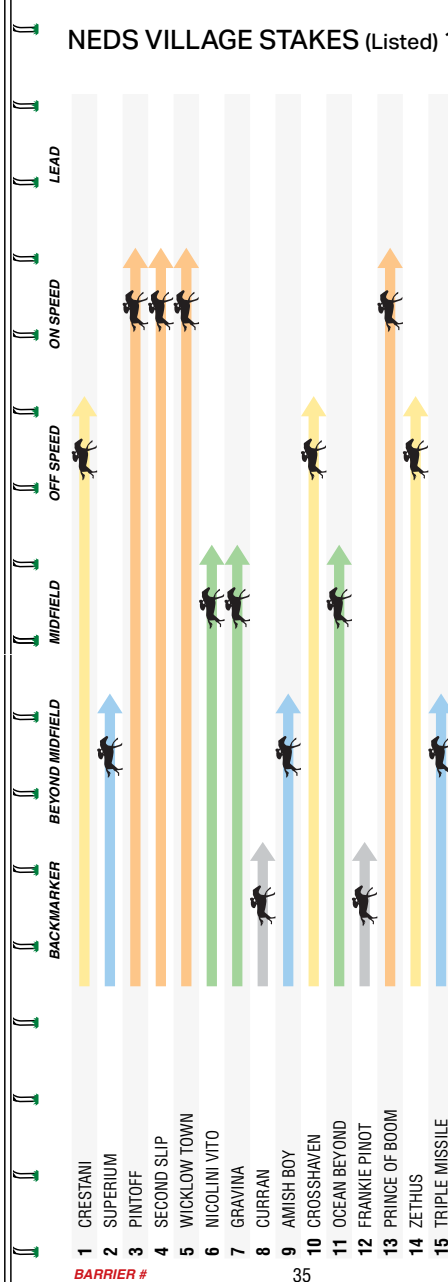 NEDS VILLAGE STAKES (Listed)
LEAD
ON SPEED
OFF SPEED
MIDFIELD
BEYOND MIDFIELD
BACKMARKER
1 CRESTANI
2 SUPERIUM
3 PINTOFF
4 SECOND SLIP
5 WICKLOW TOWN
6 NICOLINI VITO
7 GRAVINA
8 CURRAN
9 AMISH BOY
10 CROSSHAVEN
11 OCEAN BEYOND
12 FRANKIE PINOT
13 PRINCE OF BOOM
14 ZETHUS
15 TRIPLE MISSILE
BARRIER #
35